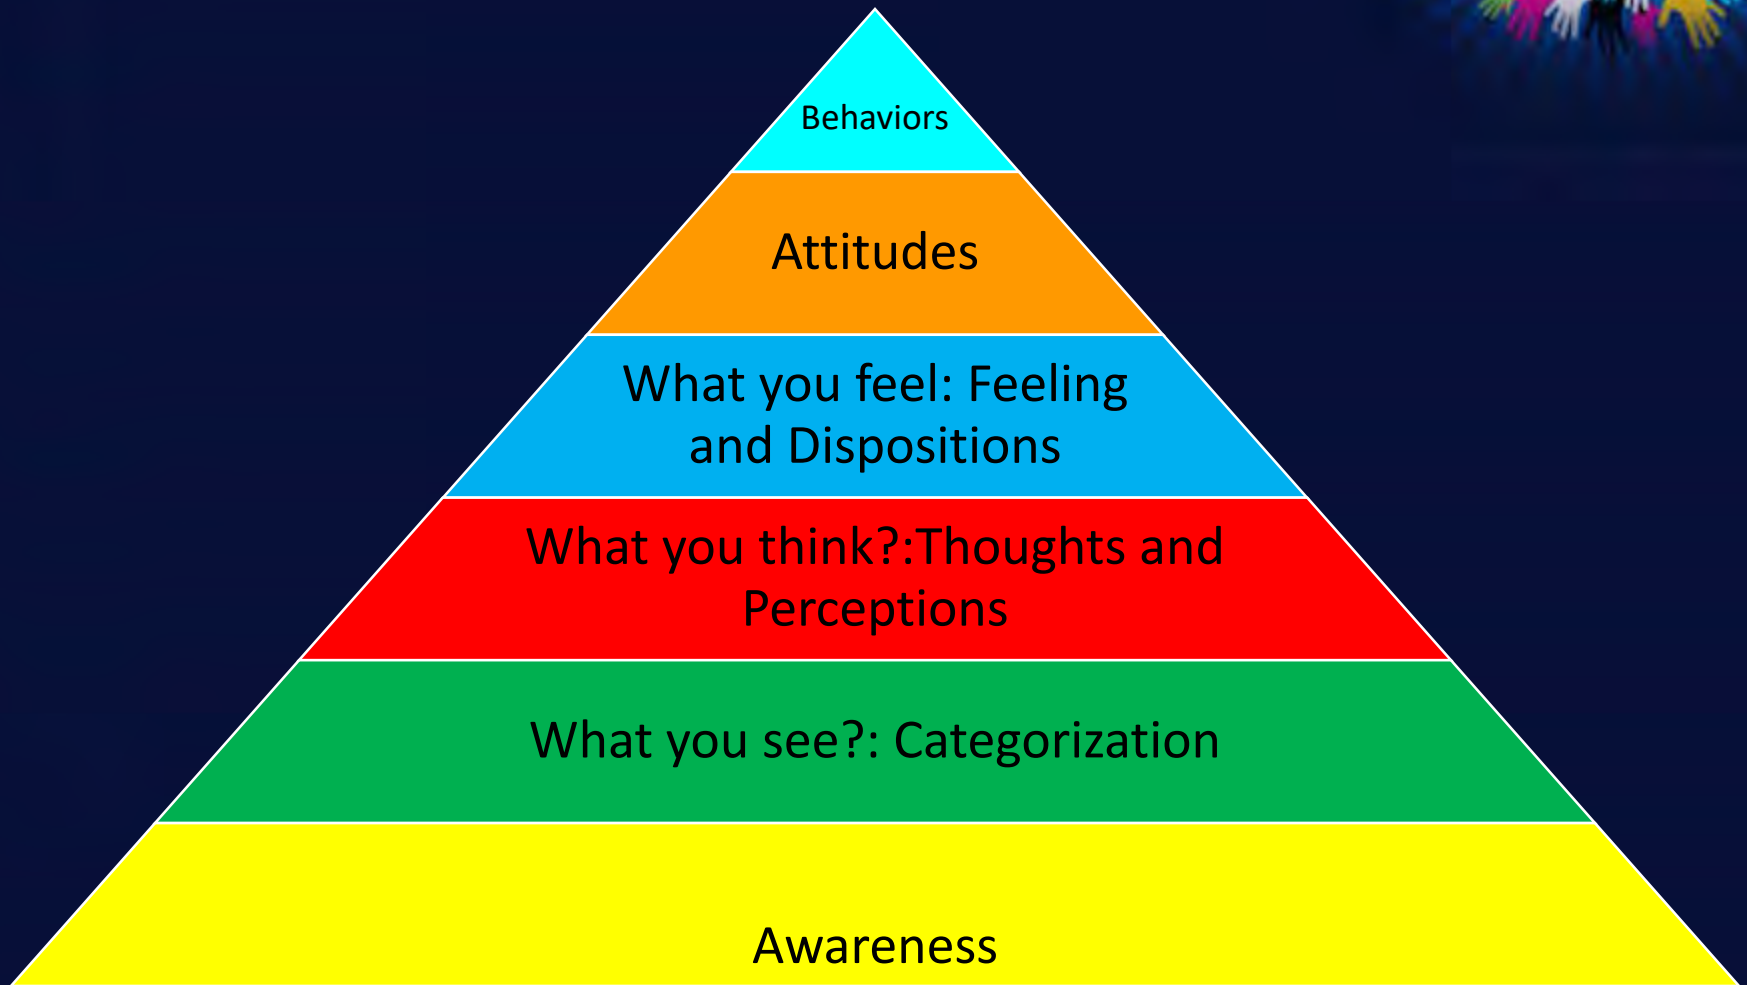 Behaviors
Attitudes
What you feel: Feeling
and Dispositions
What you think?:Thoughts and
Perceptions
What you see?: Categorization
Awareness